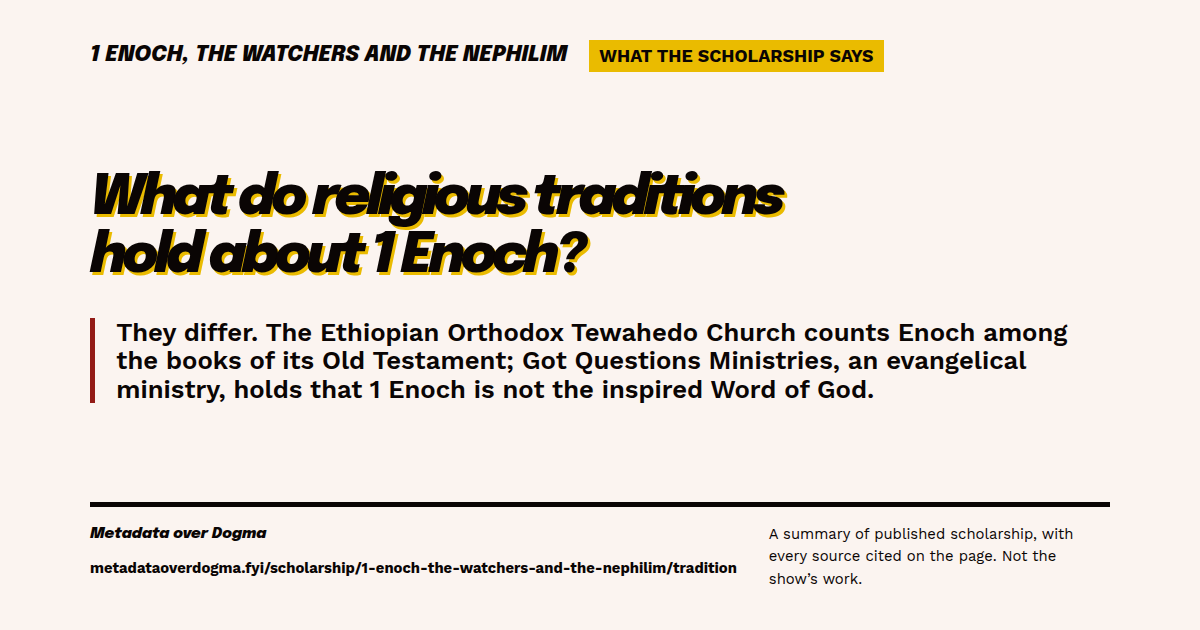 1 ENOCH, THE WATCHERS AND THE NEPHILIM
WHAT THE SCHOLARSHIP SAYS
What do religious traditions
hold about 1 Enoch?
They differ. The Ethiopian Orthodox Tewahedo Church counts Enoch among
the books of its Old Testament; Got Questions Ministries, an evangelical
ministry, holds that 1 Enoch is not the inspired Word of God.
Metadata over Dogma
metadataoverdogma.fyi/scholarship/1-enoch-the-watchers-and-the-nephilim/tradition
A summary of published scholarship, with
every source cited on the page. Not the
show’s work.